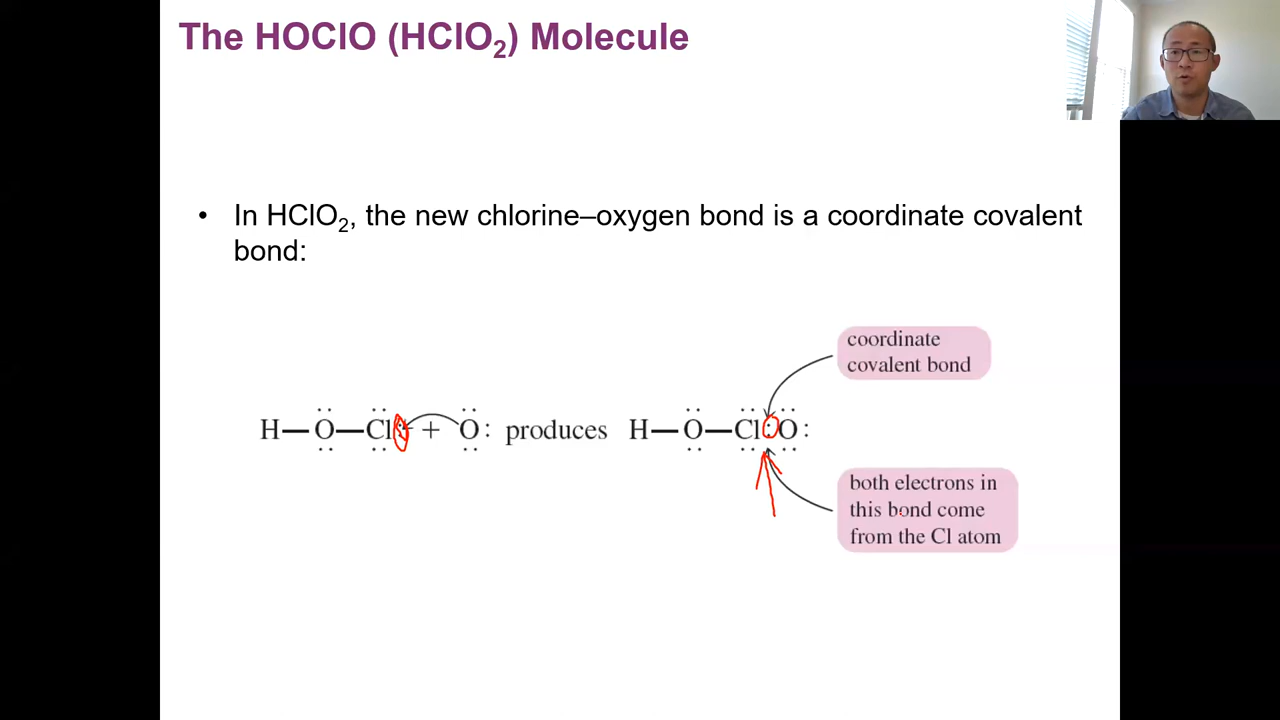 The HOClO (HClO₂) Molecule
• In HClO₂, the new chlorine–oxygen bond is a coordinate covalent
bond:
coordinate
covalent bond
H—O—Cl: + O: produces H—O—Cl:O:
both electrons in
this bond come
from the Cl atom